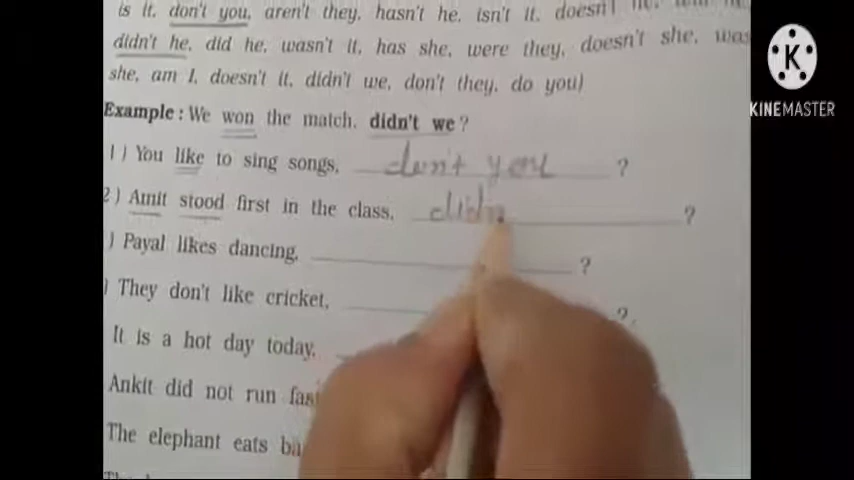 is it, don't you, aren't they, hasn't he, isn't it, doesn't
didn't he, did he, wasn't it, has she, were they, doesn't she, was
she, am I, doesn't it, didn't we, don't they, do you)
Example : We won the match, didn't we?
1) You like to sing songs, don't you ?
2) Amit stood first in the class, didn ?
) Payal likes dancing, ?
) They don't like cricket, ?.
It is a hot day today,
Ankit did not run fas
The elephant eats ba
K
KINEMASTER